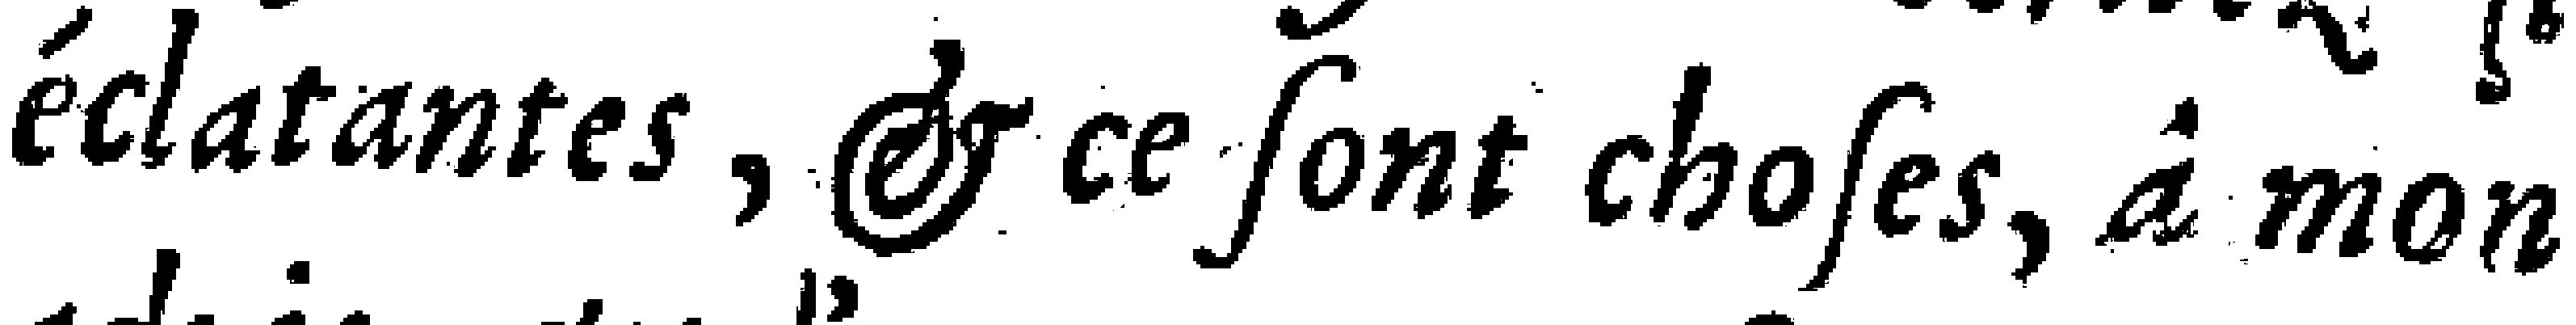 éclatantes, & ce ſont choſes, à mon